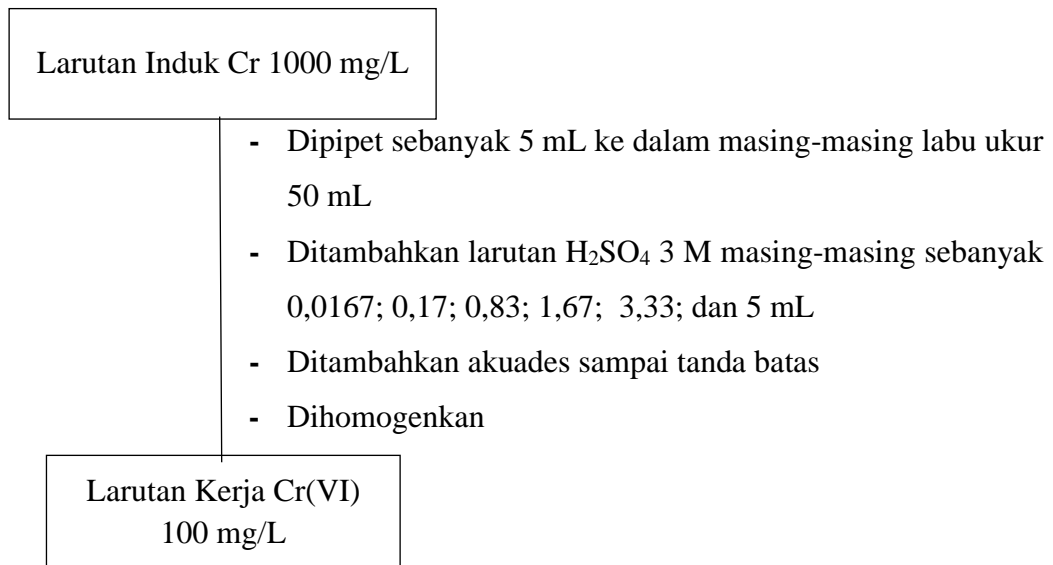 Larutan Induk Cr 1000 mg/L
- Dipipet sebanyak 5 mL ke dalam masing-masing labu ukur
50 mL
- Ditambahkan larutan H₂SO₄ 3 M masing-masing sebanyak
0,0167; 0,17; 0,83; 1,67; 3,33; dan 5 mL
- Ditambahkan akuades sampai tanda batas
- Dihomogenkan
Larutan Kerja Cr(VI)
100 mg/L